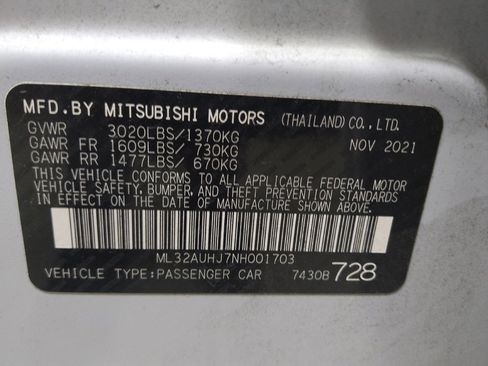 MFD.BY MITSUBISHI MOTORS (THAILAND) CO.,LTD.
GVWR 3020LBS/1370KG NOV 2021
GAWR FR 1609LBS/ 730KG
GAWR RR 1477LBS/ 670KG
THIS VEHICLE CONFORMS TO ALL APPLICABLE FEDERAL MOTOR
VEHICLE SAFETY, BUMPER, AND THEFT PREVENTION STANDARDS
IN EFFECT ON THE DATE OF MANUFACTURE SHOWN ABOVE.
ML32AUHJ7NH001703
VEHICLE TYPE:PASSENGER CAR 7430B 728